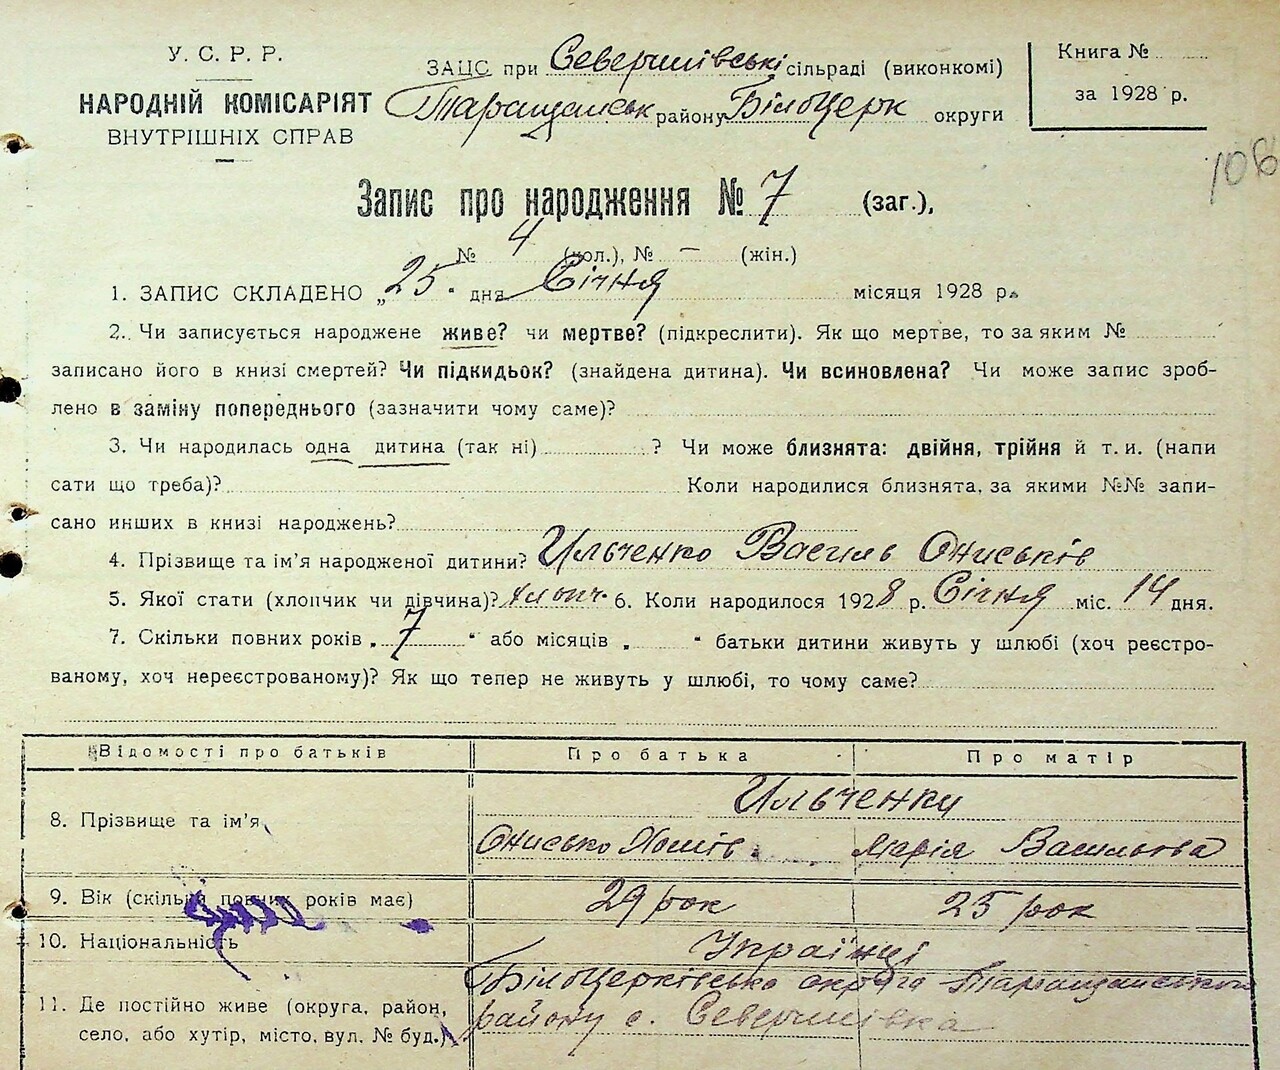 У. С. Р. Р.
НАРОДНІЙ КОМІСАРІЯТ
ВНУТРІШНІХ СПРАВ
ЗАЦС при Северинівські сільраді (виконкомі)
Таращанськ району Білоцерк округи
Книга №
за 1928 р.
106
Запис про народження № 7 (заг.),
№ 4 (чол.), № — (жін.)
1. ЗАПИС СКЛАДЕНО „25" дня Січня місяця 1928 р.
2. Чи записується народжене живе? чи мертве? (підкреслити). Як що мертве, то за яким №
записано його в книзі смертей? Чи підкидьок? (знайдена дитина). Чи всиновлена? Чи може запис зроб-
лено в заміну попереднього (зазначити чому саме)?
3. Чи народилась одна дитина (так ні) ? Чи може близнята: двійня, трійня й т. и. (напи
сати що треба)? Коли народилися близнята, за якими №№ запи-
сано инших в книзі народжень?
4. Прізвище та ім'я народженої дитини? Ильченко Василь Ониськів
5. Якої стати (хлопчик чи дівчина)? хлопч. 6. Коли народилося 1928 р. Січня міс. 14 дня.
7. Скільки повних років „ 7 " або місяців „ " батьки дитини живуть у шлюбі (хоч реєстро-
ваному, хоч нереєстрованому)? Як що тепер не живуть у шлюбі, то чому саме?
Відомості про батьків Про батька Про матір
8. Прізвище та ім'я Ильченки
Онисько Хомів Марія Васильова
9. Вік (скільки повних років має) 29 рок 25 рок
10. Національність Українці
11. Де постійно живе (округа, район, Білоцерківсько округа Таращанського
село, або хутір, місто, вул. № буд.) району с. Северинівка